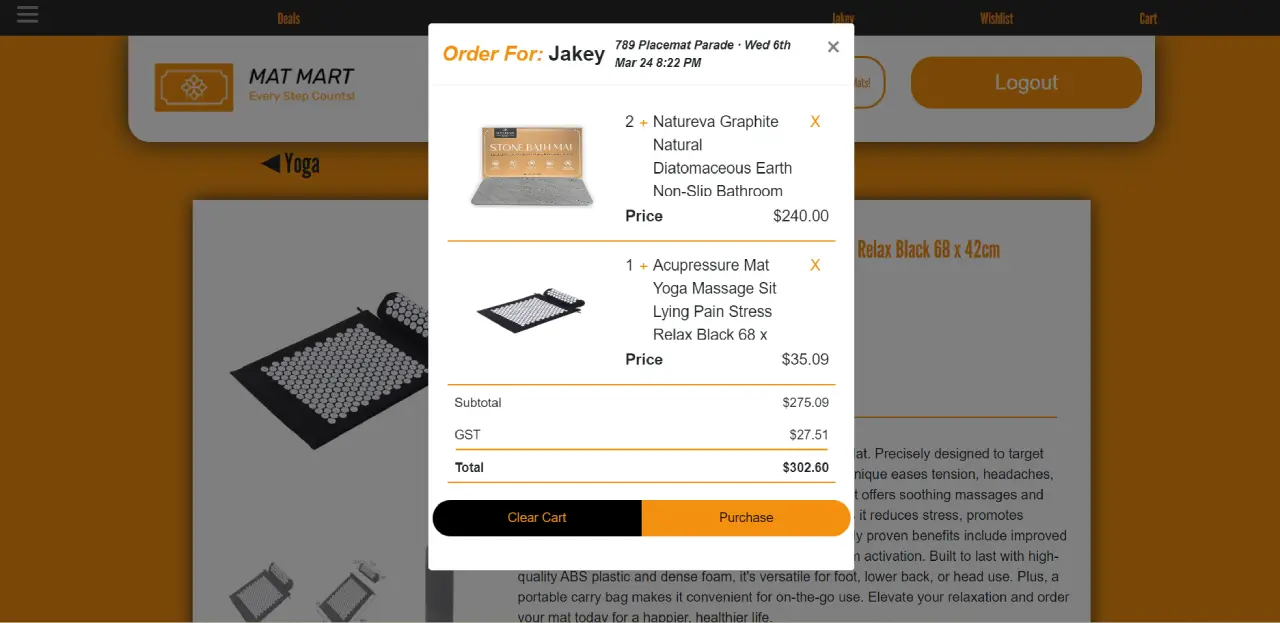 Deals
Jakey
Wishlist
Cart
MAT MART
Every Step Counts!
Mats!
Logout
◀ Yoga
Order For: Jakey
789 Placemat Parade · Wed 6th
Mar 24 8:22 PM
×
STONE BATH MAT
2 + Natureva Graphite X
Natural
Diatomaceous Earth
Non-Slip Bathroom
Price $240.00
1 + Acupressure Mat X
Yoga Massage Sit
Lying Pain Stress
Relax Black 68 x
Price $35.09
Subtotal $275.09
GST $27.51
Total $302.60
Clear Cart
Purchase
Relax Black 68 x 42cm
at. Precisely designed to target
nique eases tension, headaches,
t offers soothing massages and
it reduces stress, promotes
ly proven benefits include improved
n activation. Built to last with high-
quality ABS plastic and dense foam, it's versatile for foot, lower back, or head use. Plus, a
portable carry bag makes it convenient for on-the-go use. Elevate your relaxation and order
your mat today for a happier, healthier life.